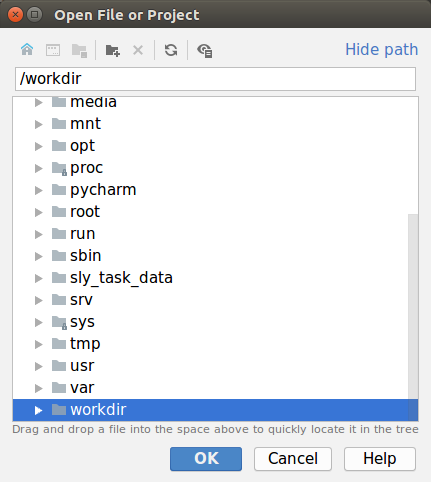 Open File or Project
Hide path
/workdir
media
mnt
opt
proc
pycharm
root
run
sbin
sly_task_data
srv
sys
tmp
usr
var
workdir
Drag and drop a file into the space above to quickly locate it in the tree
OK
Cancel
Help